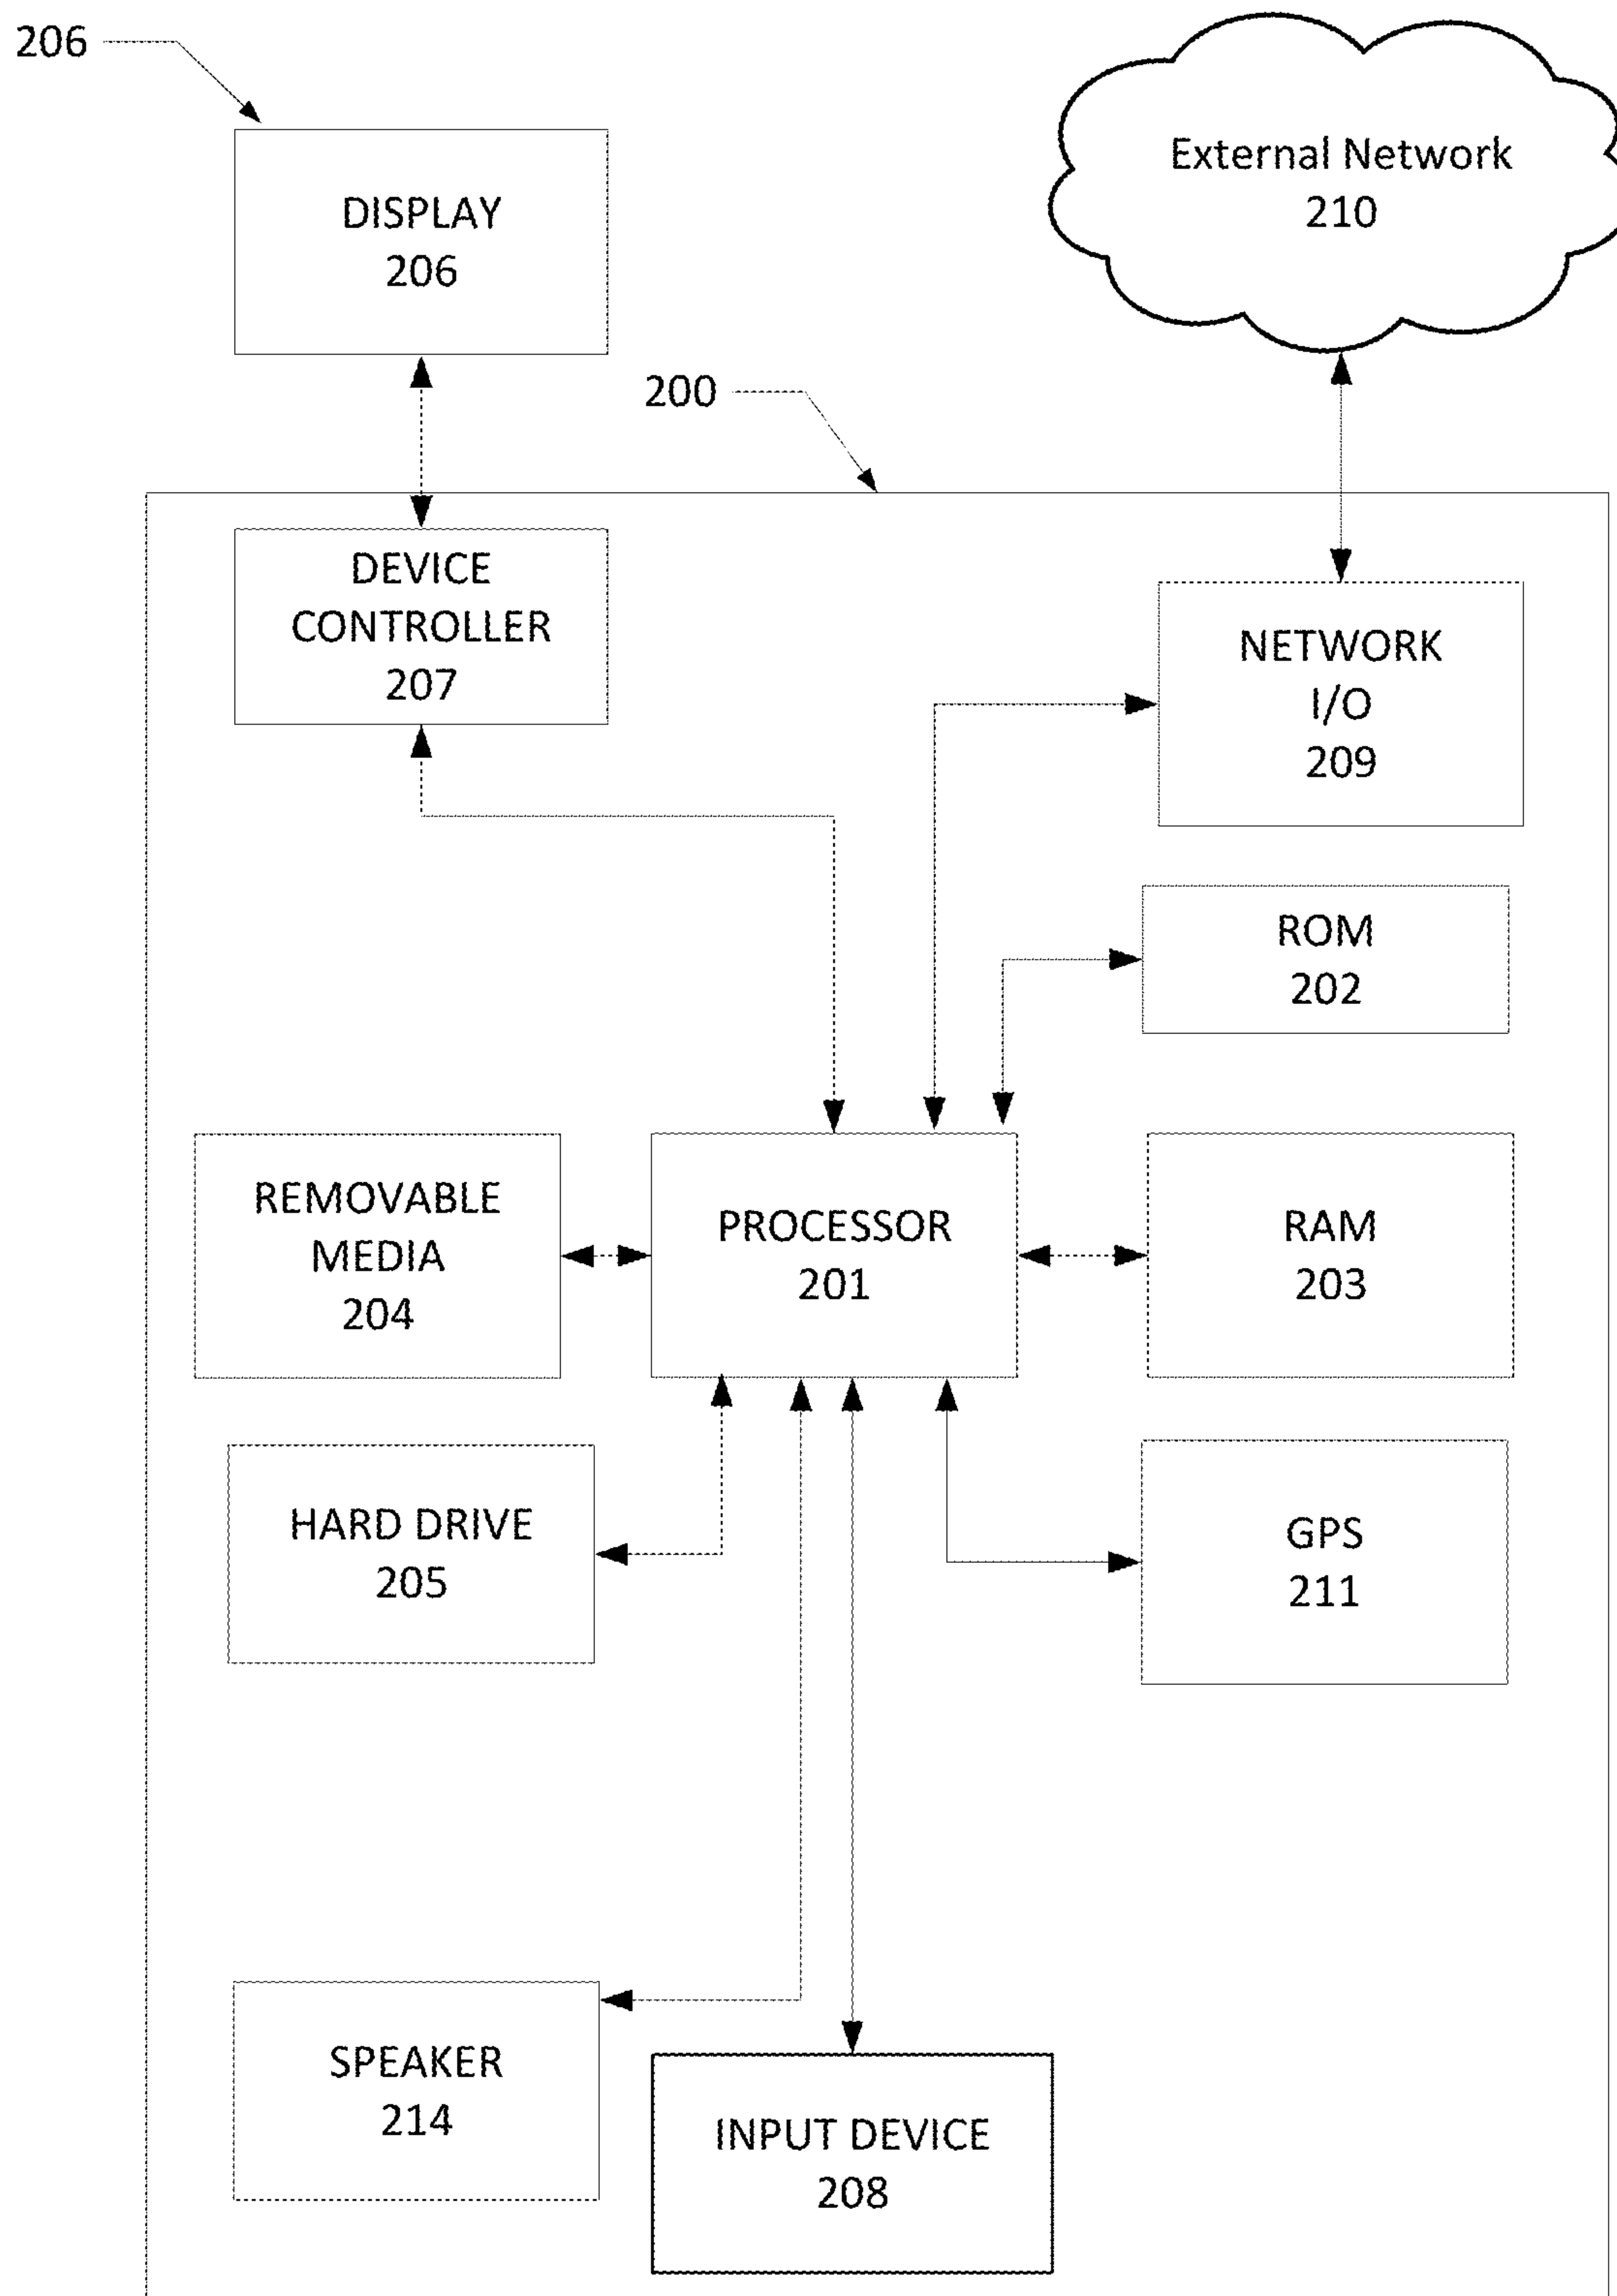 206
DISPLAY
206
External Network
210
200
DEVICE
CONTROLLER
207
NETWORK
I/O
209
ROM
202
REMOVABLE
MEDIA
204
PROCESSOR
201
RAM
203
HARD DRIVE
205
GPS
211
SPEAKER
214
INPUT DEVICE
208